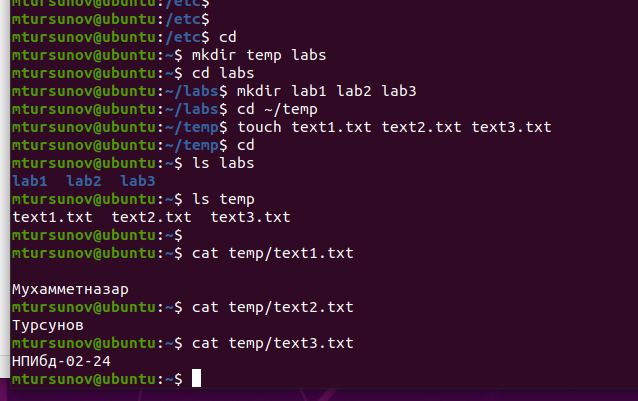 mtursunov@ubuntu:/etc$
mtursunov@ubuntu:/etc$
mtursunov@ubuntu:/etc$ cd
mtursunov@ubuntu:~$ mkdir temp labs
mtursunov@ubuntu:~$ cd labs
mtursunov@ubuntu:~/labs$ mkdir lab1 lab2 lab3
mtursunov@ubuntu:~/labs$ cd ~/temp
mtursunov@ubuntu:~/temp$ touch text1.txt text2.txt text3.txt
mtursunov@ubuntu:~/temp$ cd
mtursunov@ubuntu:~$ ls labs
lab1  lab2  lab3
mtursunov@ubuntu:~$ ls temp
text1.txt  text2.txt  text3.txt
mtursunov@ubuntu:~$
mtursunov@ubuntu:~$ cat temp/text1.txt
Мухамметназар
mtursunov@ubuntu:~$ cat temp/text2.txt
Турсунов
mtursunov@ubuntu:~$ cat temp/text3.txt
НПИбд-02-24
mtursunov@ubuntu:~$